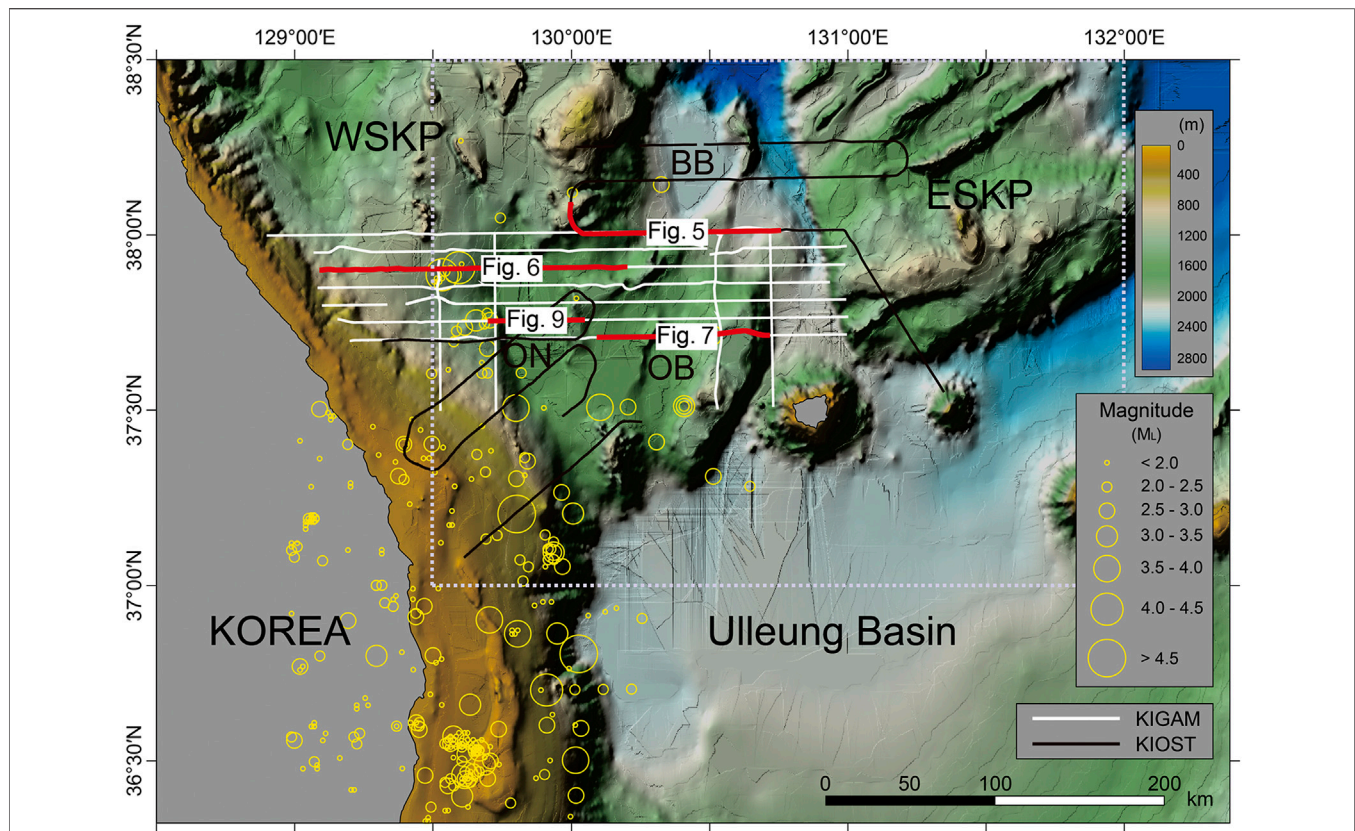 129°00′E 130°00′E 131°00′E 132°00′E
38°30′N
38°00′N
37°30′N
37°00′N
36°30′N
WSKP
BB
ESKP
Fig. 5
Fig. 6
Fig. 9
Fig. 7
ON
OB
KOREA
Ulleung Basin
(m)
0
400
800
1200
1600
2000
2400
2800
Magnitude
(ML)
< 2.0
2.0 - 2.5
2.5 - 3.0
3.0 - 3.5
3.5 - 4.0
4.0 - 4.5
> 4.5
KIGAM
KIOST
0 50 100 200
km